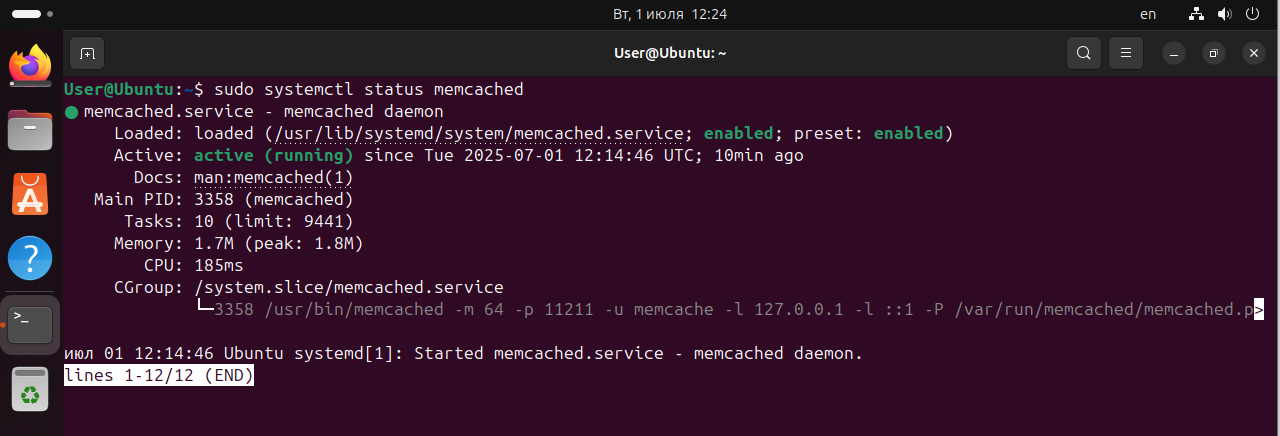 Вт, 1 июля 12:24
en
User@Ubuntu: ~
User@Ubuntu:~$ sudo systemctl status memcached
● memcached.service - memcached daemon
Loaded: loaded (/usr/lib/systemd/system/memcached.service; enabled; preset: enabled)
Active: active (running) since Tue 2025-07-01 12:14:46 UTC; 10min ago
Docs: man:memcached(1)
Main PID: 3358 (memcached)
Tasks: 10 (limit: 9441)
Memory: 1.7M (peak: 1.8M)
CPU: 185ms
CGroup: /system.slice/memcached.service
└─3358 /usr/bin/memcached -m 64 -p 11211 -u memcache -l 127.0.0.1 -l ::1 -P /var/run/memcached/memcached.p>
июл 01 12:14:46 Ubuntu systemd[1]: Started memcached.service - memcached daemon.
lines 1-12/12 (END)